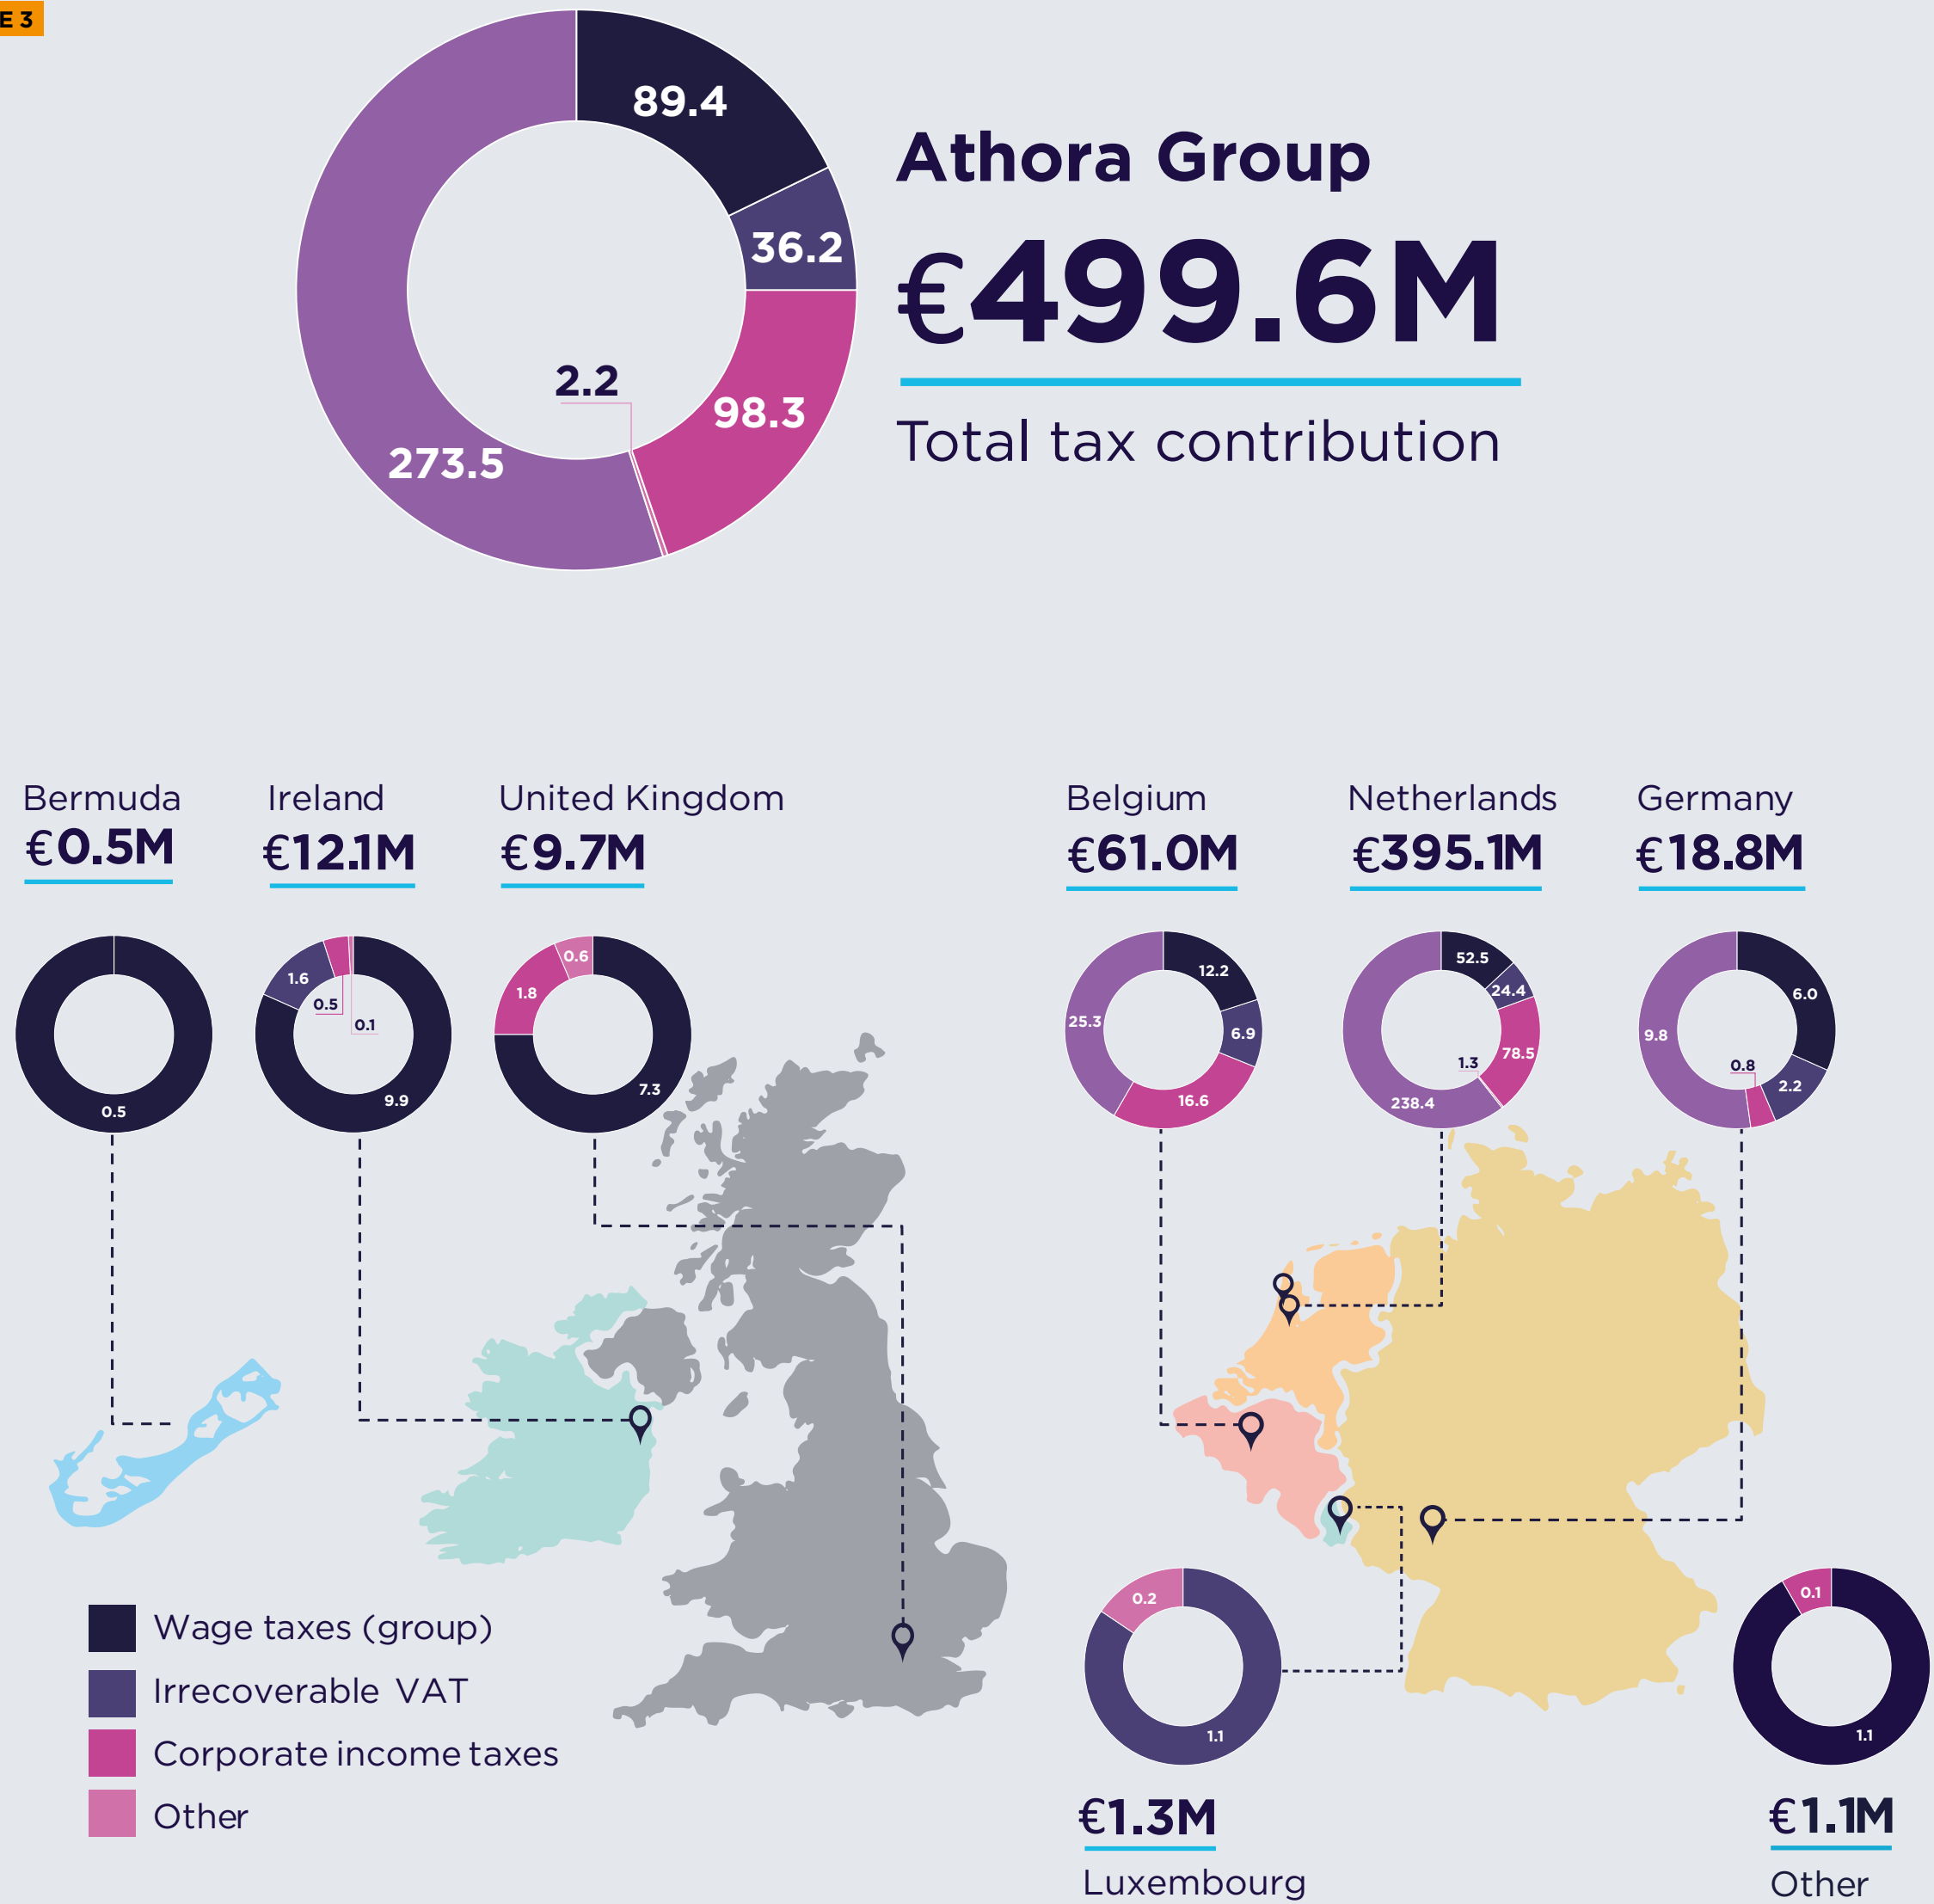 E 3
89.4
36.2
98.3
2.2
273.5
Athora Group
€499.6M
Total tax contribution
Bermuda
€0.5M
0.5
Ireland
€12.1M
1.6
0.5
0.1
9.9
United Kingdom
€9.7M
0.6
1.8
7.3
Belgium
€61.0M
12.2
6.9
16.6
25.3
Netherlands
€395.1M
52.5
24.4
78.5
1.3
238.4
Germany
€18.8M
6.0
2.2
0.8
9.8
Wage taxes (group)
Irrecoverable VAT
Corporate income taxes
Other
0.2
1.1
€1.3M
Luxembourg
0.1
1.1
€1.1M
Other